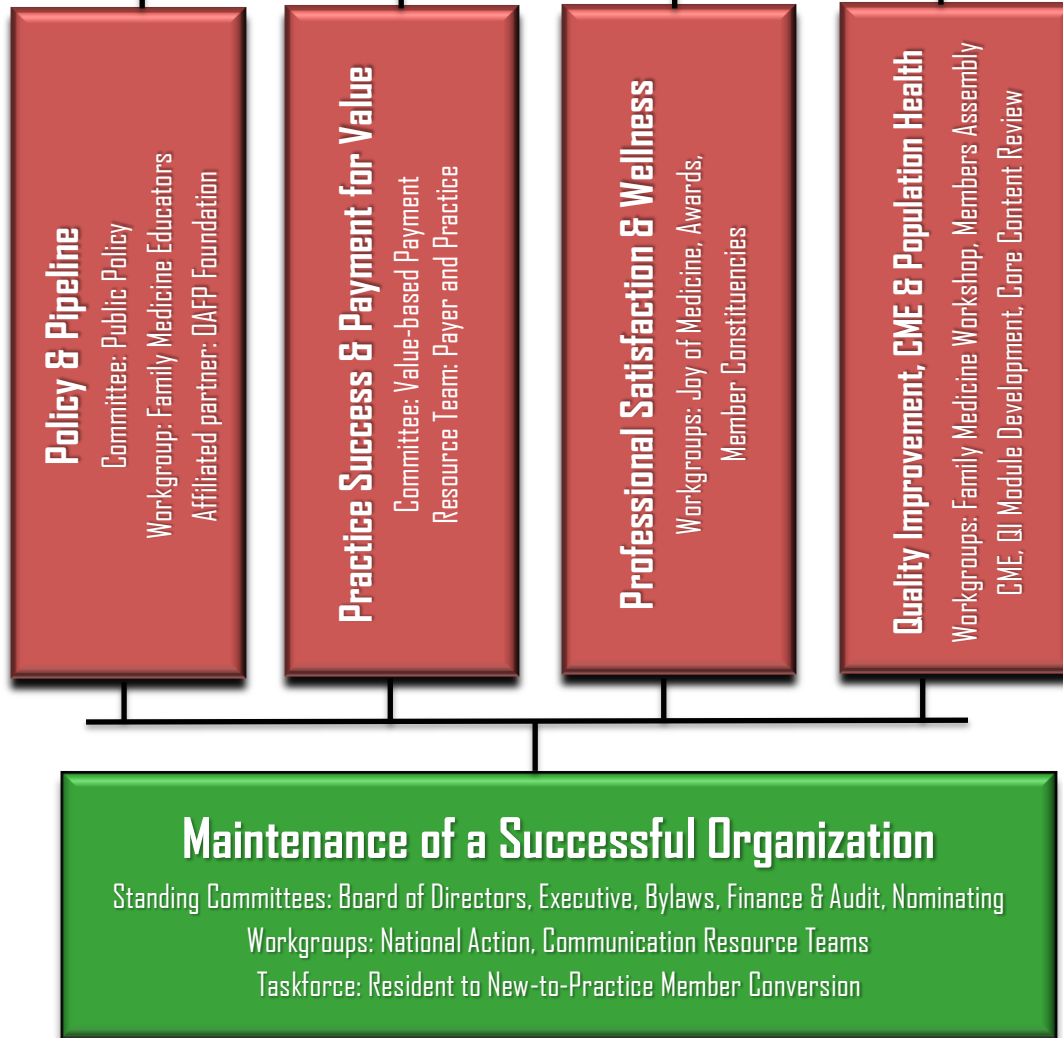 Policy & Pipeline
Committee: Public Policy
Workgroup: Family Medicine Educators
Affiliated partner: OAFP Foundation
Practice Success & Payment for Value
Committee: Value-based Payment
Resource Team: Payer and Practice
Professional Satisfaction & Wellness
Workgroups: Joy of Medicine, Awards,
Member Constituencies
Quality Improvement, CME & Population Health
Workgroups: Family Medicine Workshop, Members Assembly
CME, QI Module Development, Core Content Review
Maintenance of a Successful Organization
Standing Committees: Board of Directors, Executive, Bylaws, Finance & Audit, Nominating
Workgroups: National Action, Communication Resource Teams
Taskforce: Resident to New-to-Practice Member Conversion